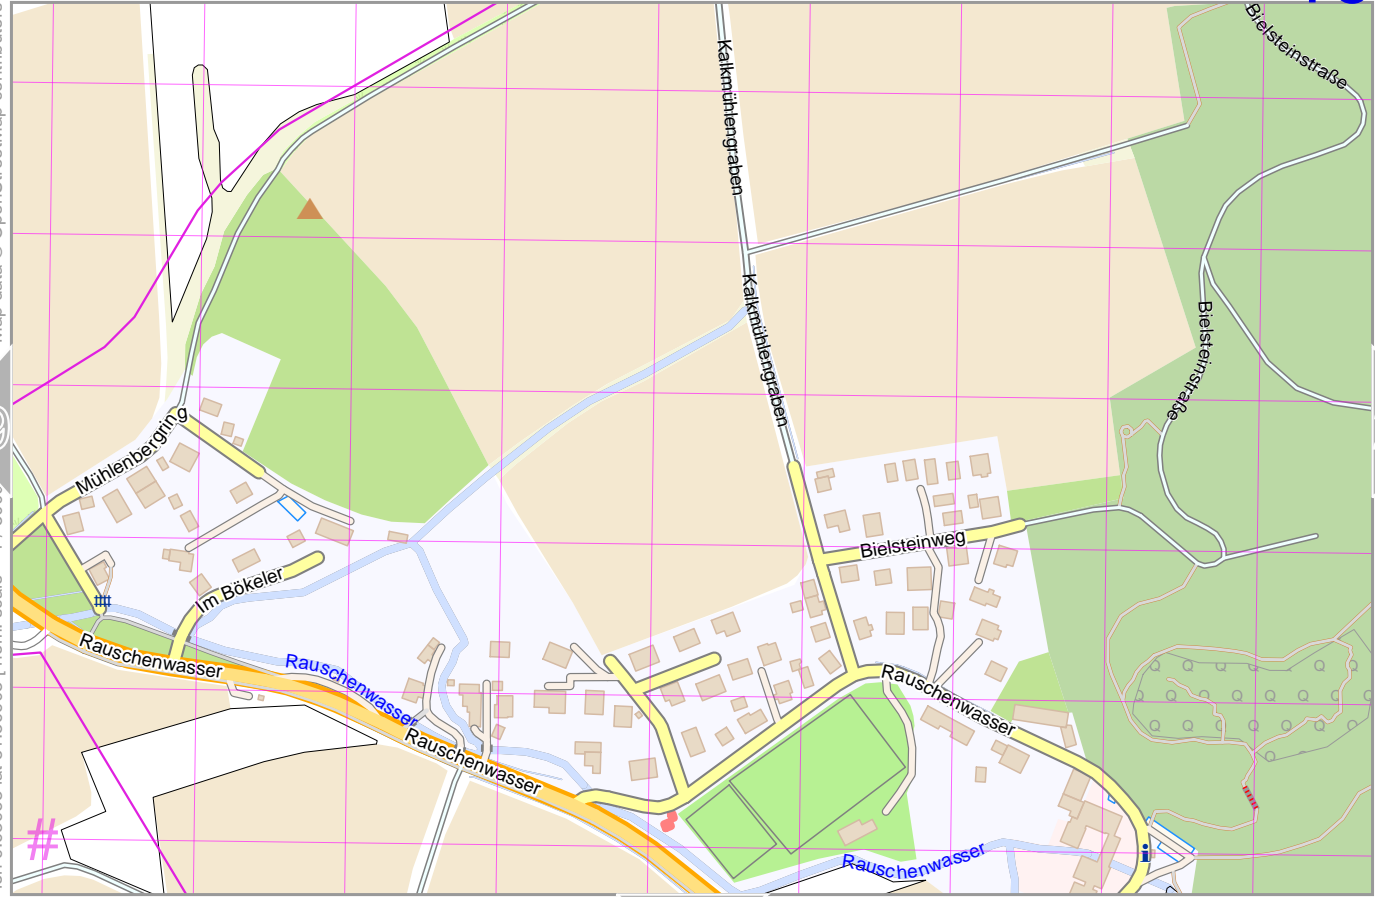 Bielsteinstraße
Kalkmühlengraben
Kalkmühlengraben
Bielsteinstraße
Mühlenbergring
Bielsteinweg
Im Bökeler
Rauschenwasser
Rauschenwasser
Rauschenwasser
Rauschenwasser
Rauschenwasser
#
Rauschenwasser
i